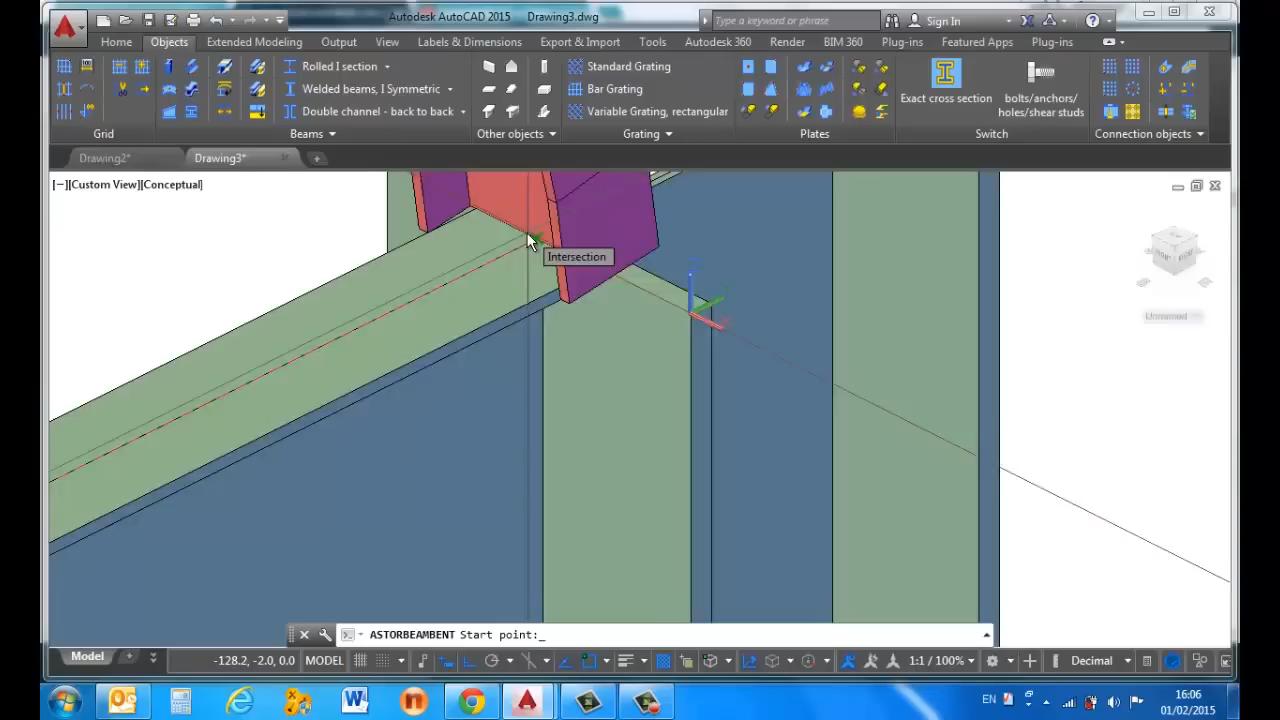 Autodesk AutoCAD 2015 Drawing3.dwg
Type a keyword or phrase
Sign In
Home Objects Extended Modeling Output View Labels & Dimensions Export & Import Tools Autodesk 360 Render BIM 360 Plug-ins Featured Apps Plug-ins
Rolled I section
Welded beams, I Symmetric
Double channel - back to back
Standard Grating
Bar Grating
Variable Grating, rectangular
Exact cross section
bolts/anchors/
holes/shear studs
Grid Beams Other objects Grating Plates Switch Connection objects
Drawing2* Drawing3*
[−][Custom View][Conceptual]
Intersection
Unnamed
ASTORBEAMBENT Start point:_
Model
-128.2, -2.0, 0.0 MODEL 1:1 / 100% Decimal
EN 16:06
01/02/2015